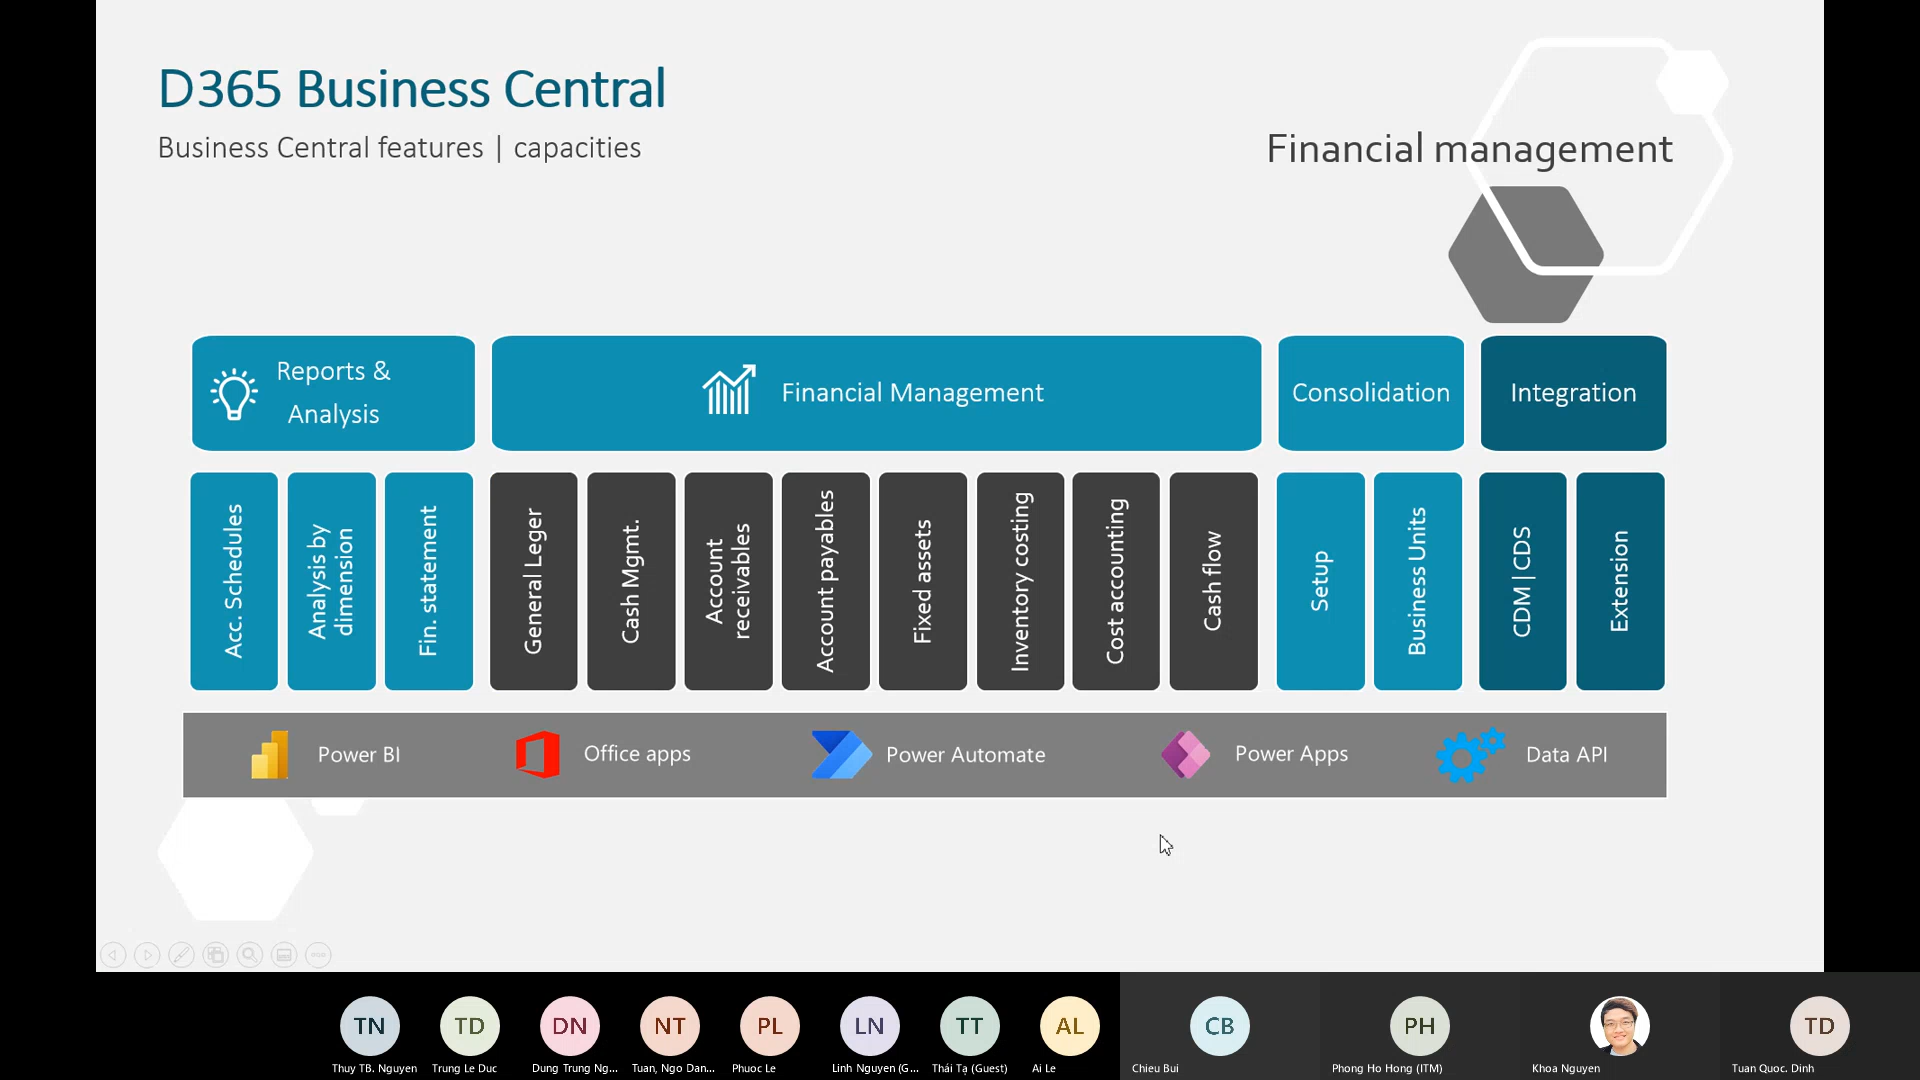 D365 Business Central
Business Central features | capacities
Financial management
Reports &
Analysis
Financial Management
Consolidation
Integration
Acc. Schedules
Analysis by
dimension
Fin. statement
General Leger
Cash Mgmt.
Account
receivables
Account payables
Fixed assets
Inventory costing
Cost accounting
Cash flow
Setup
Business Units
CDM | CDS
Extension
Power BI
Office apps
Power Automate
Power Apps
Data API
TN
TD
DN
NT
PL
LN
TT
AL
CB
PH
TD
Thuy TB. Nguyen
Trung Le Duc
Dung Trung Ng...
Tuan, Ngo Dan...
Phuoc Le
Linh Nguyen (G...
Thái Tạ (Guest)
Ai Le
Chieu Bui
Phong Ho Hong (ITM)
Khoa Nguyen
Tuan Quoc. Dinh